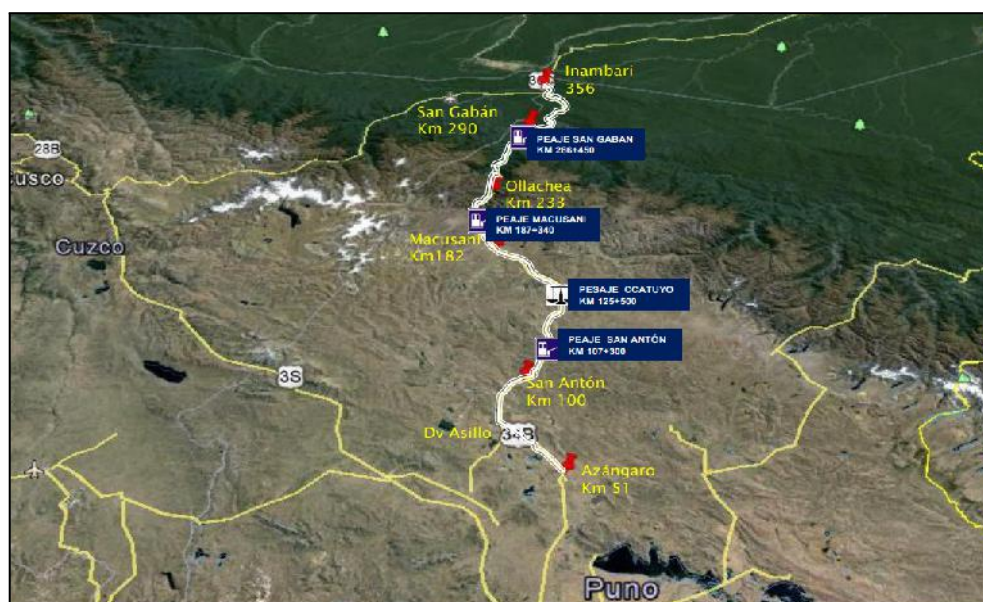 Inambari
356
San Gabán
Km 290
PEAJE SAN GABAN
KM 286+450
28B
Cusco
Ollachea
Km 233
PEAJE MACUSANI
KM 187+340
Macusani
Km182
Cuzco
PESAJE CCATUYO
KM 125+500
PEAJE SAN ANTÓN
KM 107+300
3S
San Antón
Km 100
Dv Asillo
34B
Azángaro
Km 51
Puno